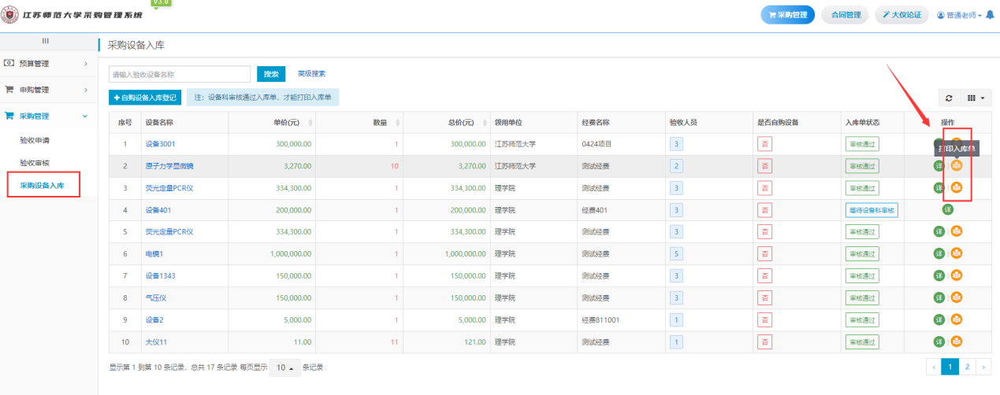 V3.0
江苏师范大学采购管理系统
采购管理 合同管理 大仪论证 普通老师
采购设备入库
预算管理
申购管理
采购管理
验收申请
验收审核
采购设备入库
请输入验收设备名称 搜索 高级搜索
+自购设备入库登记 注：设备科审核通过入库单，才能打印入库单
序号 设备名称 单价(元) 数量 总价(元) 领用单位 经费名称 验收人员 是否自购设备 入库单状态 操作
1 设备3001 300,000.00 1 300,000.00 江苏师范大学 0424项目 3 否 审核通过
打印入库单
2 原子力学显微镜 3,270.00 10 3,270.00 江苏师范大学 测试经费 2 否 审核通过 详
3 荧光定量PCR仪 334,300.00 1 334,300.00 理学院 测试经费 3 否 审核通过 详
4 设备401 200,000.00 1 200,000.00 理学院 经费401 3 否 等待设备科审核 详
5 荧光定量PCR仪 334,300.00 1 334,300.00 理学院 测试经费 3 否 审核通过 详
6 电镜1 1,000,000.00 1 1,000,000.00 理学院 测试经费 5 否 审核通过 详
7 设备1343 150,000.00 1 150,000.00 理学院 测试经费 3 否 审核通过 详
8 气压仪 150,000.00 1 150,000.00 理学院 测试经费 3 否 审核通过 详
9 设备2 5,000.00 1 5,000.00 理学院 经费811001 1 否 审核通过 详
10 大仪11 11.00 11 121.00 理学院 测试经费 1 否 审核通过 详
显示第 1 到第 10 条记录，总共 17 条记录 每页显示 10 条记录 ‹ 1 2 ›